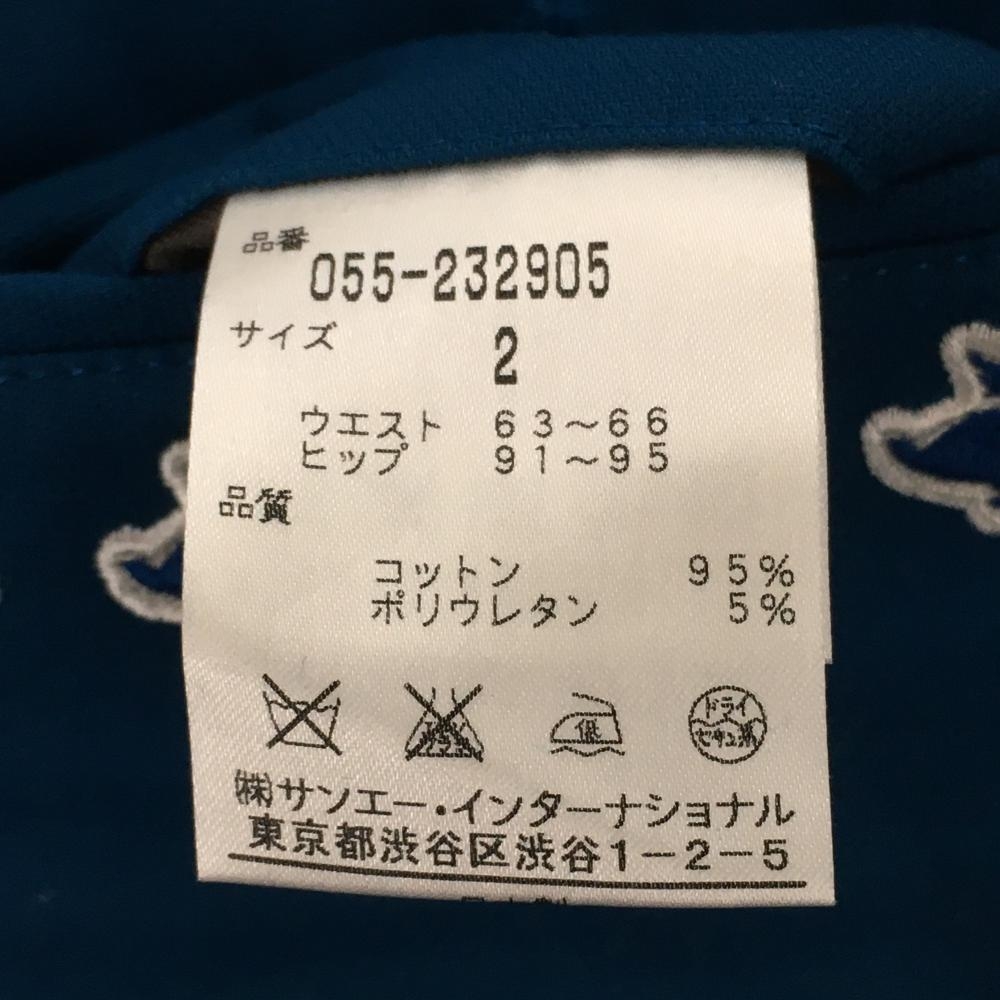 品番
055-232905
サイズ 2
ウエスト 63~66
ヒップ 91~95
品質
コットン 95%
ポリウレタン 5%
低 ドライ
セキユ系
㈱サンエー・インターナショナル
東京都渋谷区渋谷1-2-5